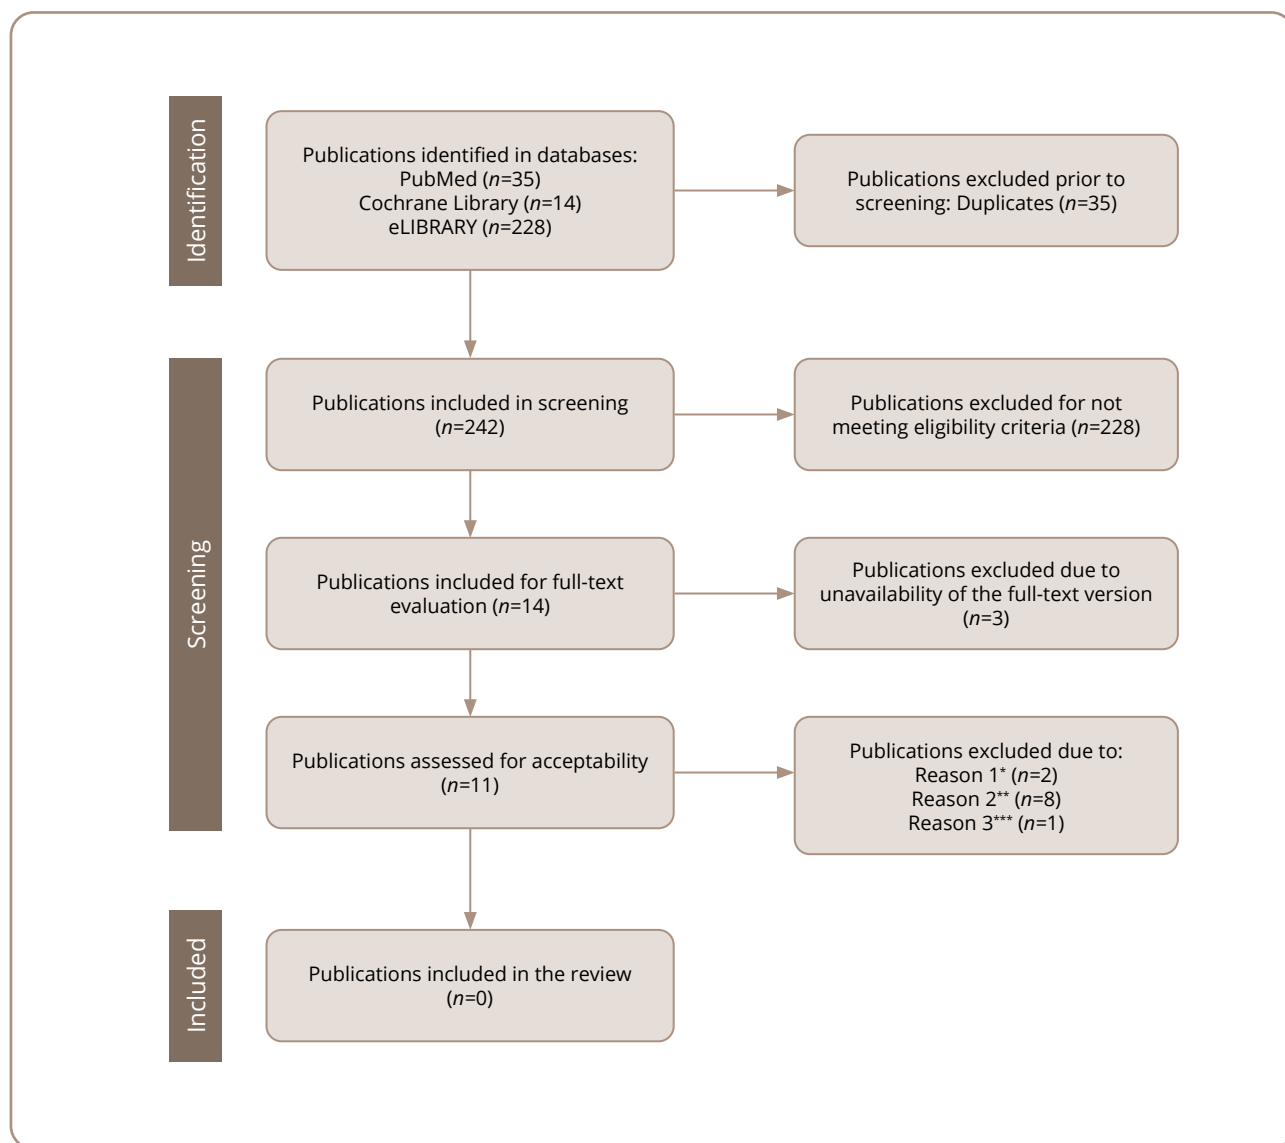 Identification
Publications identified in databases:
PubMed (n=35)
Cochrane Library (n=14)
eLIBRARY (n=228)
Publications excluded prior to
screening: Duplicates (n=35)
Screening
Publications included in screening
(n=242)
Publications excluded for not
meeting eligibility criteria (n=228)
Publications included for full-text
evaluation (n=14)
Publications excluded due to
unavailability of the full-text version
(n=3)
Publications assessed for acceptability
(n=11)
Publications excluded due to:
Reason 1* (n=2)
Reason 2** (n=8)
Reason 3*** (n=1)
Included
Publications included in the review
(n=0)